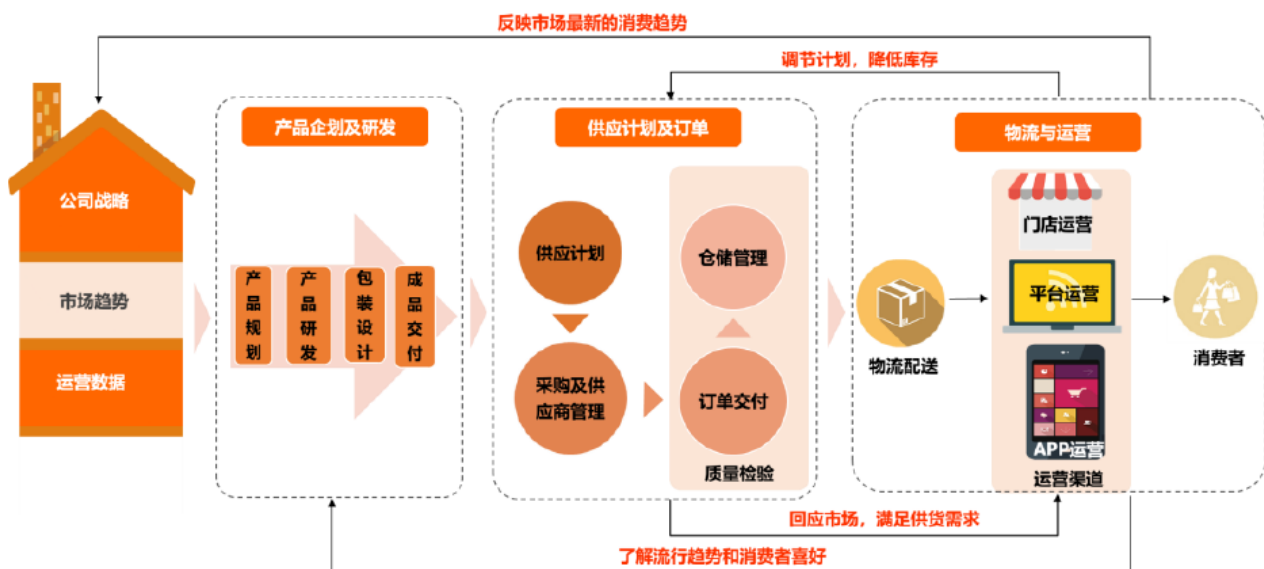 反映市场最新的消费趋势
调节计划，降低库存
产品企划及研发
供应计划及订单
物流与运营
公司战略
市场趋势
运营数据
产品规划
产品研发
包装设计
成品交付
供应计划
采购及供
应商管理
仓储管理
订单交付
质量检验
物流配送
门店运营
平台运营
APP运营
运营渠道
消费者
回应市场，满足供货需求
了解流行趋势和消费者喜好